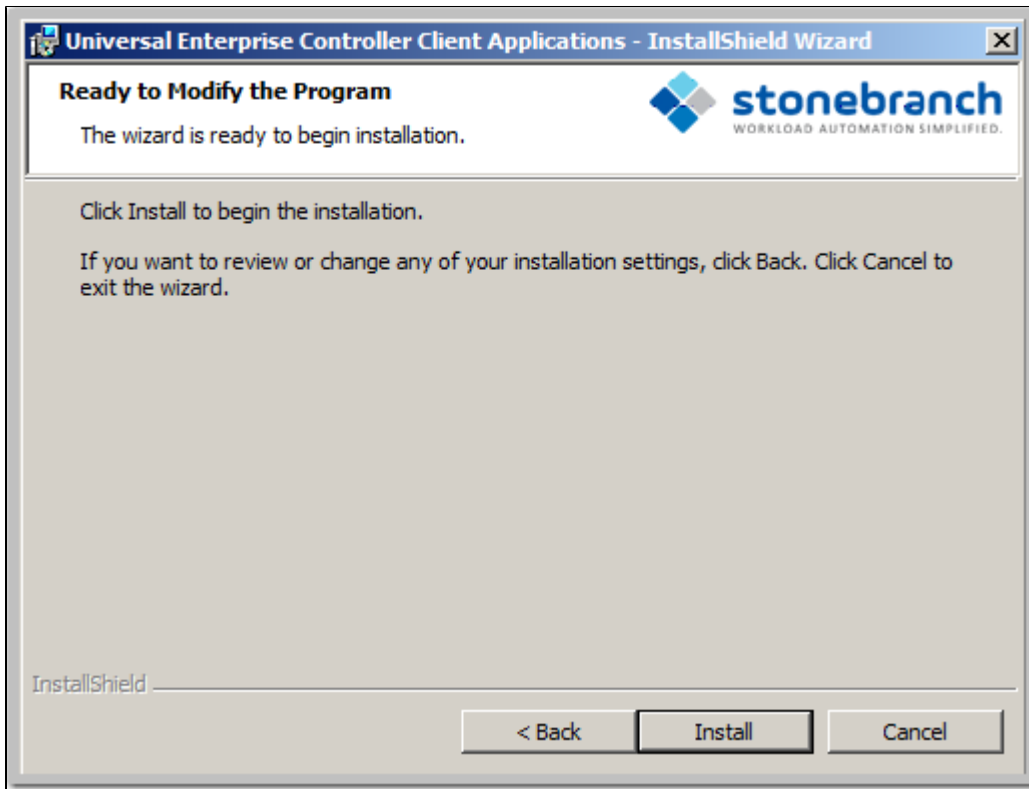 Universal Enterprise Controller Client Applications - InstallShield Wizard
Ready to Modify the Program
The wizard is ready to begin installation.
stonebranch
WORKLOAD AUTOMATION SIMPLIFIED.
Click Install to begin the installation.
If you want to review or change any of your installation settings, click Back. Click Cancel to
exit the wizard.
InstallShield
< Back
Install
Cancel